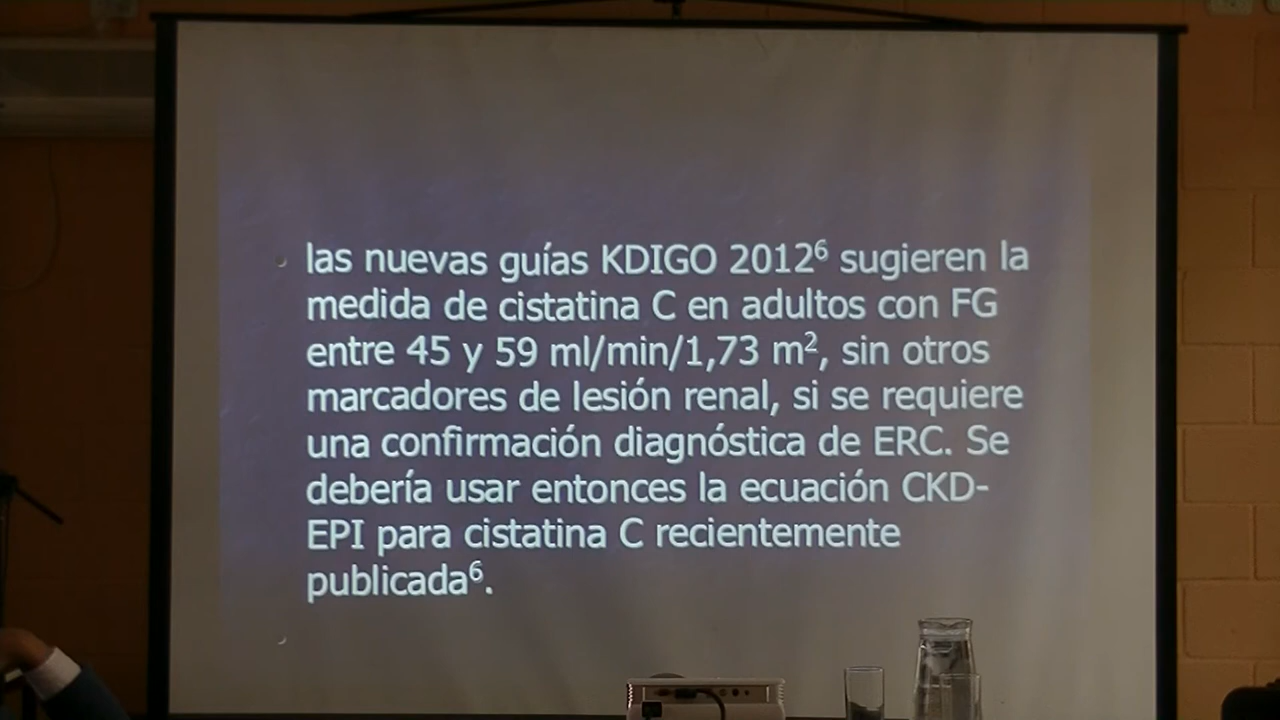 las nuevas guías KDIGO 2012⁶ sugieren la
medida de cistatina C en adultos con FG
entre 45 y 59 ml/min/1,73 m², sin otros
marcadores de lesión renal, si se requiere
una confirmación diagnóstica de ERC. Se
debería usar entonces la ecuación CKD-
EPI para cistatina C recientemente
publicada⁶.